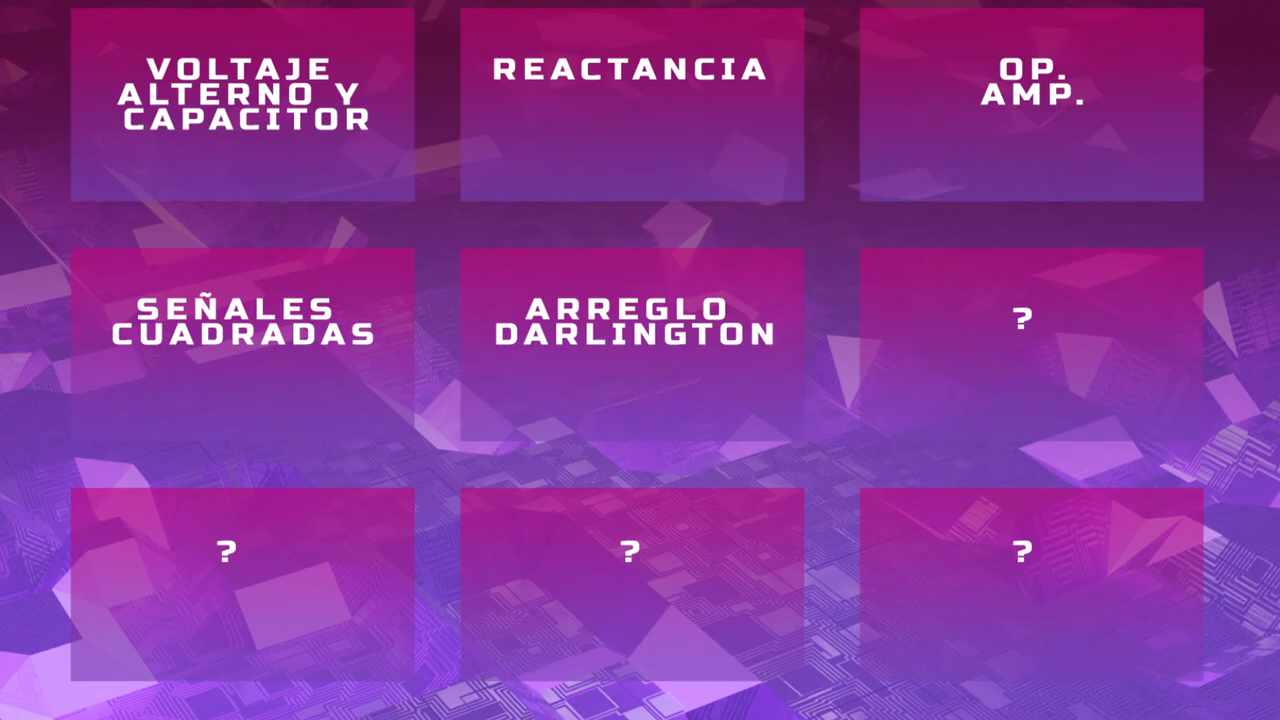 VOLTAJE
ALTERNO Y
CAPACITOR
REACTANCIA
OP.
AMP.
SEÑALES
CUADRADAS
ARREGLO
DARLINGTON
?
?
?
?